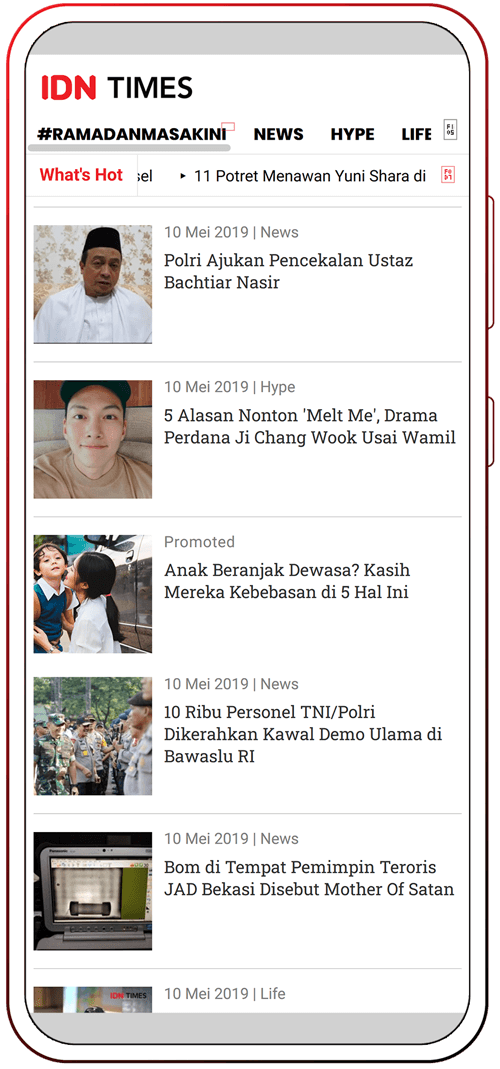 IDN TIMES
#RAMADANMASAKINI NEWS HYPE LIFE
What's Hot sel ▸ 11 Potret Menawan Yuni Shara di
10 Mei 2019 | News
Polri Ajukan Pencekalan Ustaz
Bachtiar Nasir
10 Mei 2019 | Hype
5 Alasan Nonton 'Melt Me', Drama
Perdana Ji Chang Wook Usai Wamil
Promoted
Anak Beranjak Dewasa? Kasih
Mereka Kebebasan di 5 Hal Ini
10 Mei 2019 | News
10 Ribu Personel TNI/Polri
Dikerahkan Kawal Demo Ulama di
Bawaslu RI
10 Mei 2019 | News
Bom di Tempat Pemimpin Teroris
JAD Bekasi Disebut Mother Of Satan
IDN TIMES
10 Mei 2019 | Life